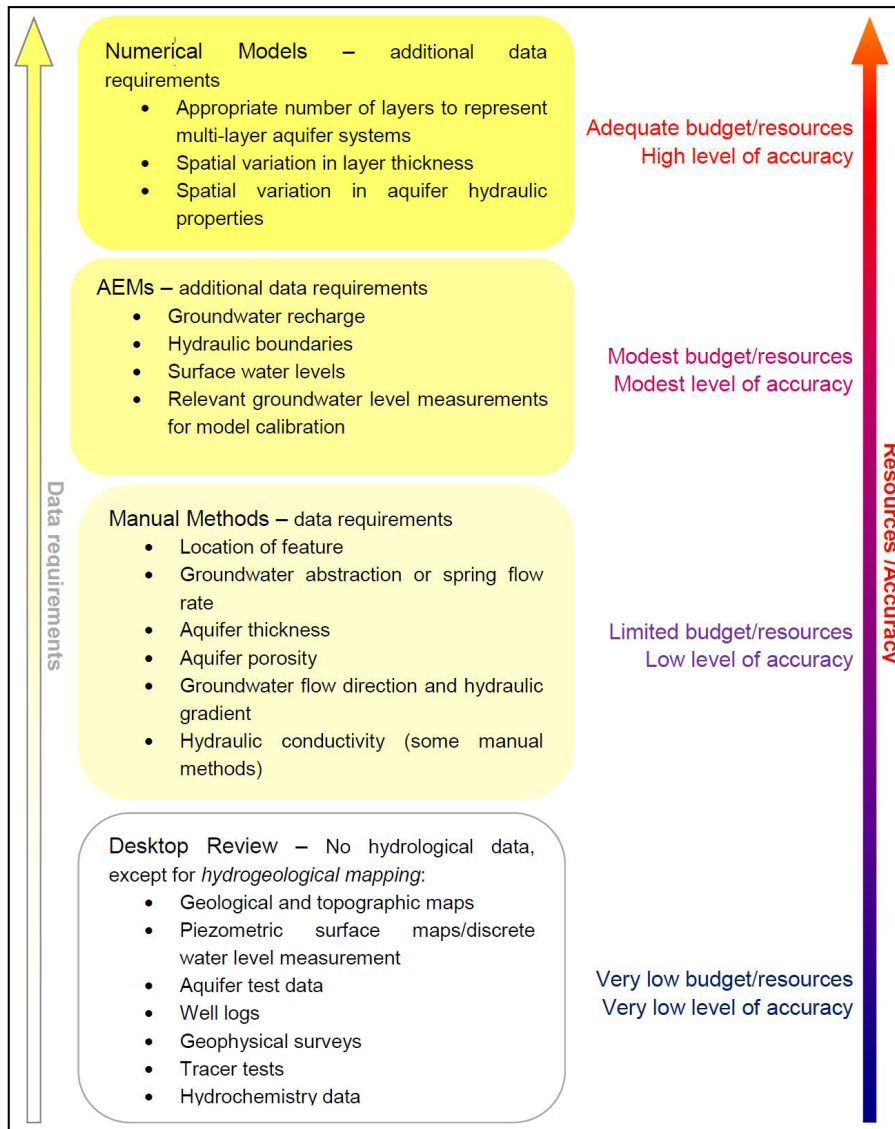 Numerical Models – additional data
requirements
• Appropriate number of layers to represent
multi-layer aquifer systems
• Spatial variation in layer thickness
• Spatial variation in aquifer hydraulic
properties
Adequate budget/resources
High level of accuracy
AEMs – additional data requirements
• Groundwater recharge
• Hydraulic boundaries
• Surface water levels
• Relevant groundwater level measurements
for model calibration
Modest budget/resources
Modest level of accuracy
Data requirements
Resources /Accuracy
Manual Methods – data requirements
• Location of feature
• Groundwater abstraction or spring flow
rate
• Aquifer thickness
• Aquifer porosity
• Groundwater flow direction and hydraulic
gradient
• Hydraulic conductivity (some manual
methods)
Limited budget/resources
Low level of accuracy
Desktop Review – No hydrological data,
except for hydrogeological mapping:
• Geological and topographic maps
• Piezometric surface maps/discrete
water level measurement
• Aquifer test data
• Well logs
• Geophysical surveys
• Tracer tests
• Hydrochemistry data
Very low budget/resources
Very low level of accuracy